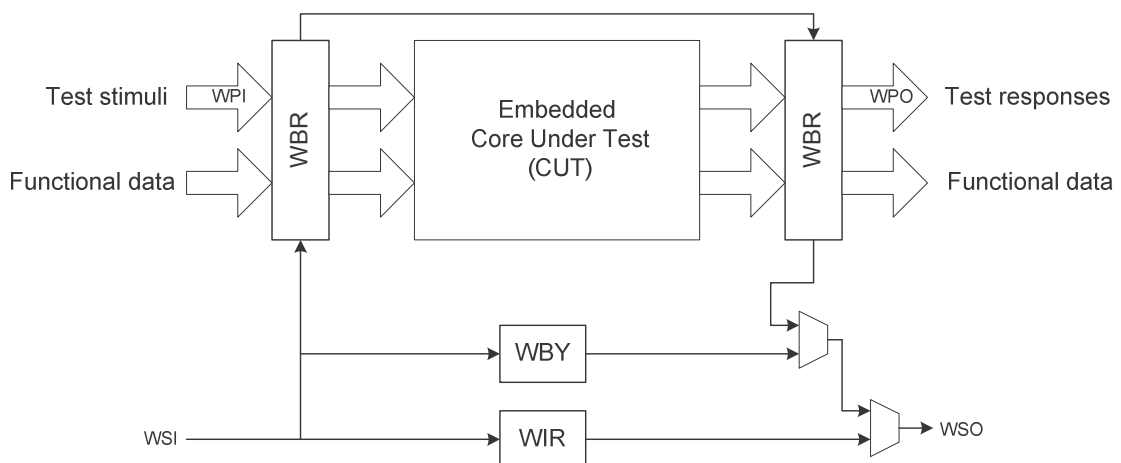 Test stimuli
WPI
WBR
Embedded
Core Under Test
(CUT)
WBR
WPO
Test responses
Functional data
Functional data
WBY
WSI
WIR
WSO